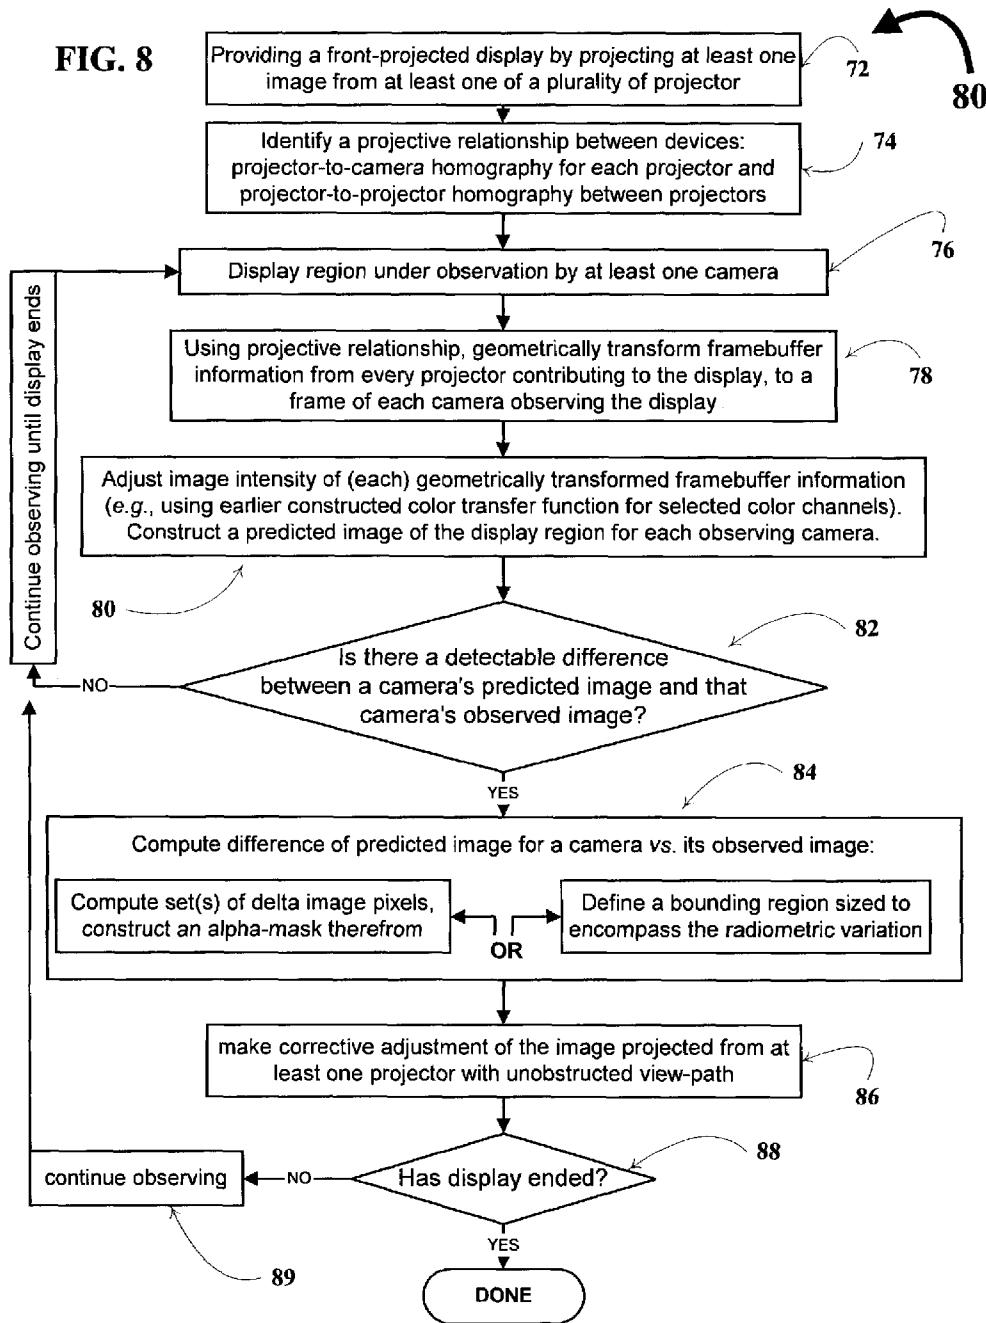 FIG. 8
80
Providing a front-projected display by projecting at least one
image from at least one of a plurality of projector
72
Identify a projective relationship between devices:
projector-to-camera homography for each projector and
projector-to-projector homography between projectors
74
Display region under observation by at least one camera
76
Continue observing until display ends
Using projective relationship, geometrically transform framebuffer
information from every projector contributing to the display, to a
frame of each camera observing the display
78
Adjust image intensity of (each) geometrically transformed framebuffer information
(e.g., using earlier constructed color transfer function for selected color channels).
Construct a predicted image of the display region for each observing camera.
80
Is there a detectable difference
between a camera's predicted image and that
camera's observed image?
82
NO
YES
84
Compute difference of predicted image for a camera vs. its observed image:
Compute set(s) of delta image pixels,
construct an alpha-mask therefrom
OR
Define a bounding region sized to
encompass the radiometric variation
make corrective adjustment of the image projected from at
least one projector with unobstructed view-path
86
Has display ended?
88
NO
continue observing
89
YES
DONE